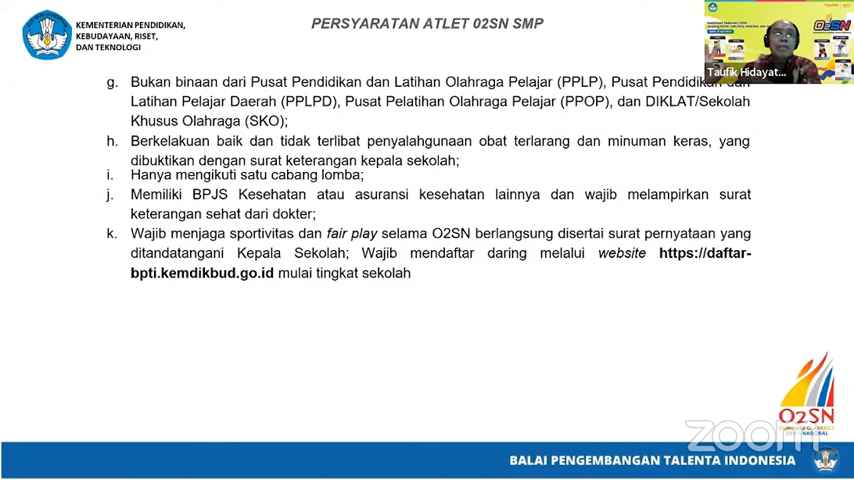 KEMENTERIAN PENDIDIKAN,
KEBUDAYAAN, RISET,
DAN TEKNOLOGI
PERSYARATAN ATLET 02SN SMP
O2SN
Taufik Hidayat...
g. Bukan binaan dari Pusat Pendidikan dan Latihan Olahraga Pelajar (PPLP), Pusat Pendidikan dan
Latihan Pelajar Daerah (PPLPD), Pusat Pelatihan Olahraga Pelajar (PPOP), dan DIKLAT/Sekolah
Khusus Olahraga (SKO);
h. Berkelakuan baik dan tidak terlibat penyalahgunaan obat terlarang dan minuman keras, yang
dibuktikan dengan surat keterangan kepala sekolah;
i. Hanya mengikuti satu cabang lomba;
j. Memiliki BPJS Kesehatan atau asuransi kesehatan lainnya dan wajib melampirkan surat
keterangan sehat dari dokter;
k. Wajib menjaga sportivitas dan fair play selama O2SN berlangsung disertai surat pernyataan yang
ditandatangani Kepala Sekolah; Wajib mendaftar daring melalui website https://daftar-
bpti.kemdikbud.go.id mulai tingkat sekolah
O2SN
zoom
BALAI PENGEMBANGAN TALENTA INDONESIA